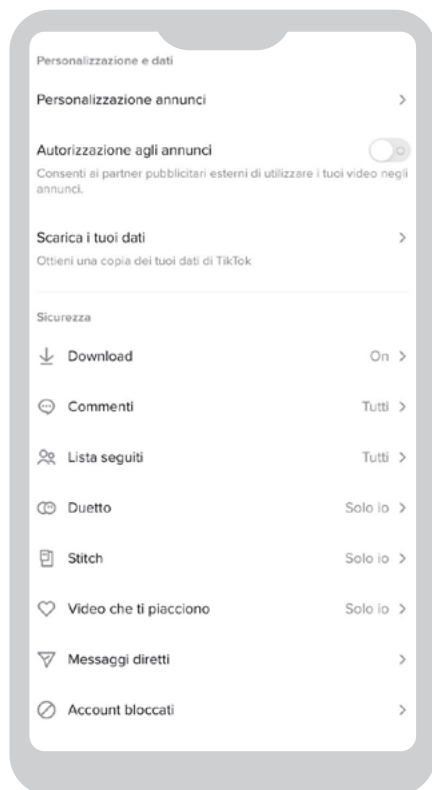 Personalizzazione e dati
Personalizzazione annunci
Autorizzazione agli annunci
Consenti ai partner pubblicitari esterni di utilizzare i tuoi video negli
annunci.
Scarica i tuoi dati
Ottieni una copia dei tuoi dati di TikTok
Sicurezza
Download On
Commenti Tutti
Lista seguiti Tutti
Duetto Solo io
Stitch Solo io
Video che ti piacciono Solo io
Messaggi diretti
Account bloccati